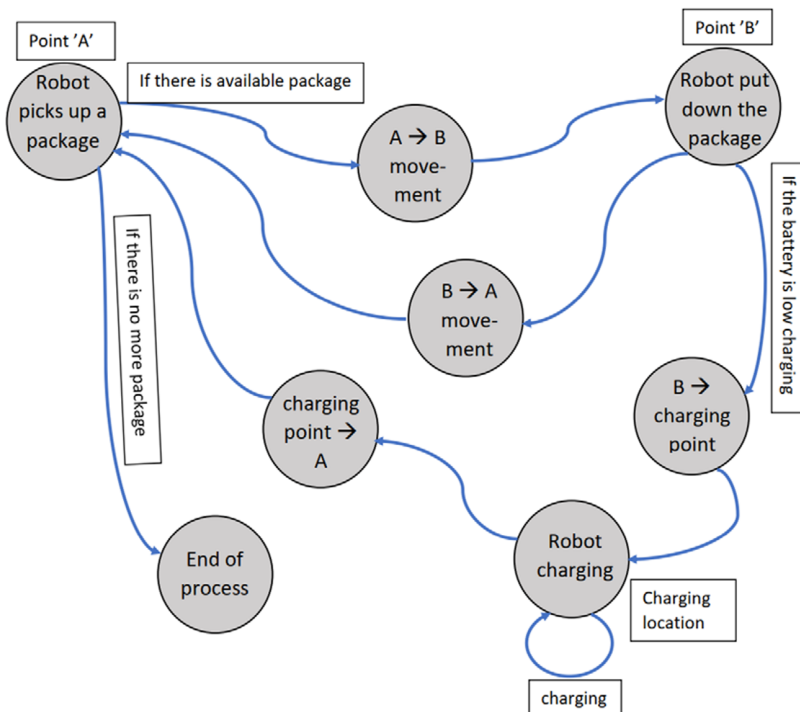 Point 'A'
Robot
picks up a
package
If there is available package
A → B
move-
ment
Point 'B'
Robot put
down the
package
If the battery is low charging
B → A
move-
ment
If there is no more package
charging
point →
A
B →
charging
point
End of
process
Robot
charging
Charging
location
charging